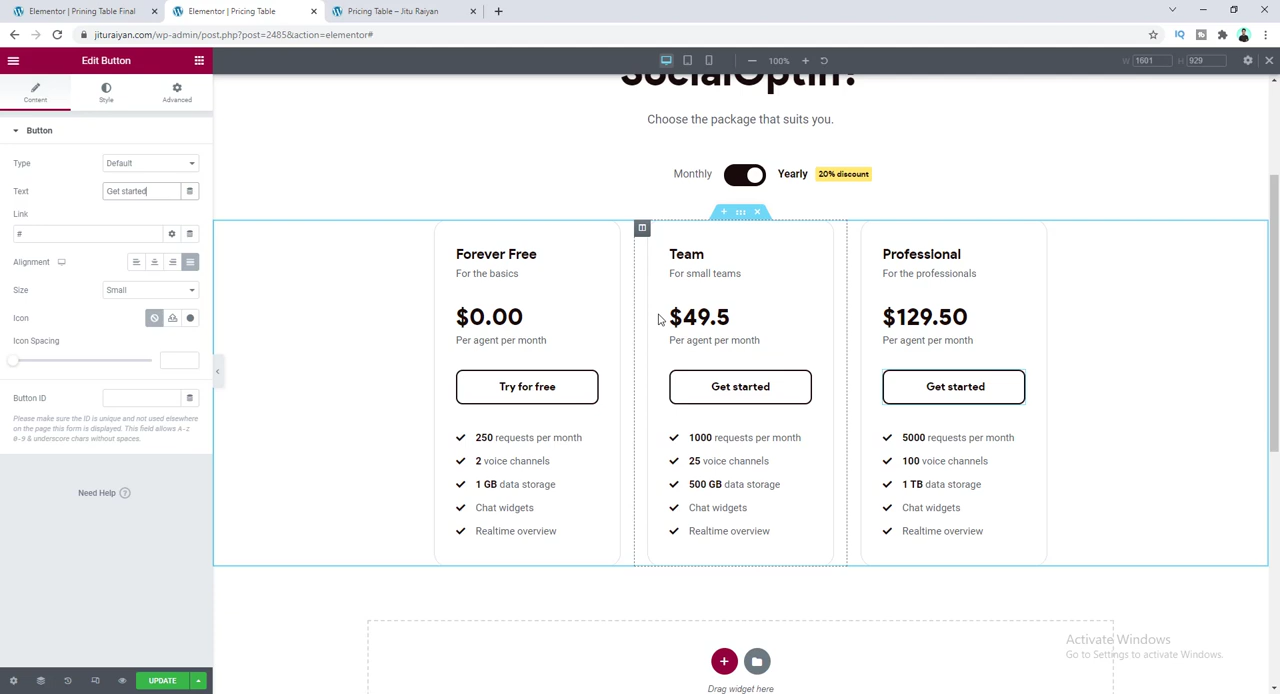 Elementor | Prining Table Final
Elementor | Pricing Table
Pricing Table – Jitu Raiyan
jituraiyan.com/wp-admin/post.php?post=2485&action=elementor#
IQ
Edit Button
100%
W 1601
H 929
Content
Style
Advanced
Button
Type
Default
Text
Get started
Link
#
Alignment
Size
Small
Icon
Icon Spacing
Button ID
Please make sure the ID is unique and not used elsewhere
on the page this form is displayed. This field allows A-z
0-9 & underscore chars without spaces.
Need Help ?
UPDATE
SocialOptin?
Choose the package that suits you.
Monthly
Yearly
20% discount
Forever Free
For the basics
$0.00
Per agent per month
Try for free
250 requests per month
2 voice channels
1 GB data storage
Chat widgets
Realtime overview
Team
For small teams
$49.5
Per agent per month
Get started
1000 requests per month
25 voice channels
500 GB data storage
Chat widgets
Realtime overview
Professional
For the professionals
$129.50
Per agent per month
Get started
5000 requests per month
100 voice channels
1 TB data storage
Chat widgets
Realtime overview
Drag widget here
Activate Windows
Go to Settings to activate Windows.